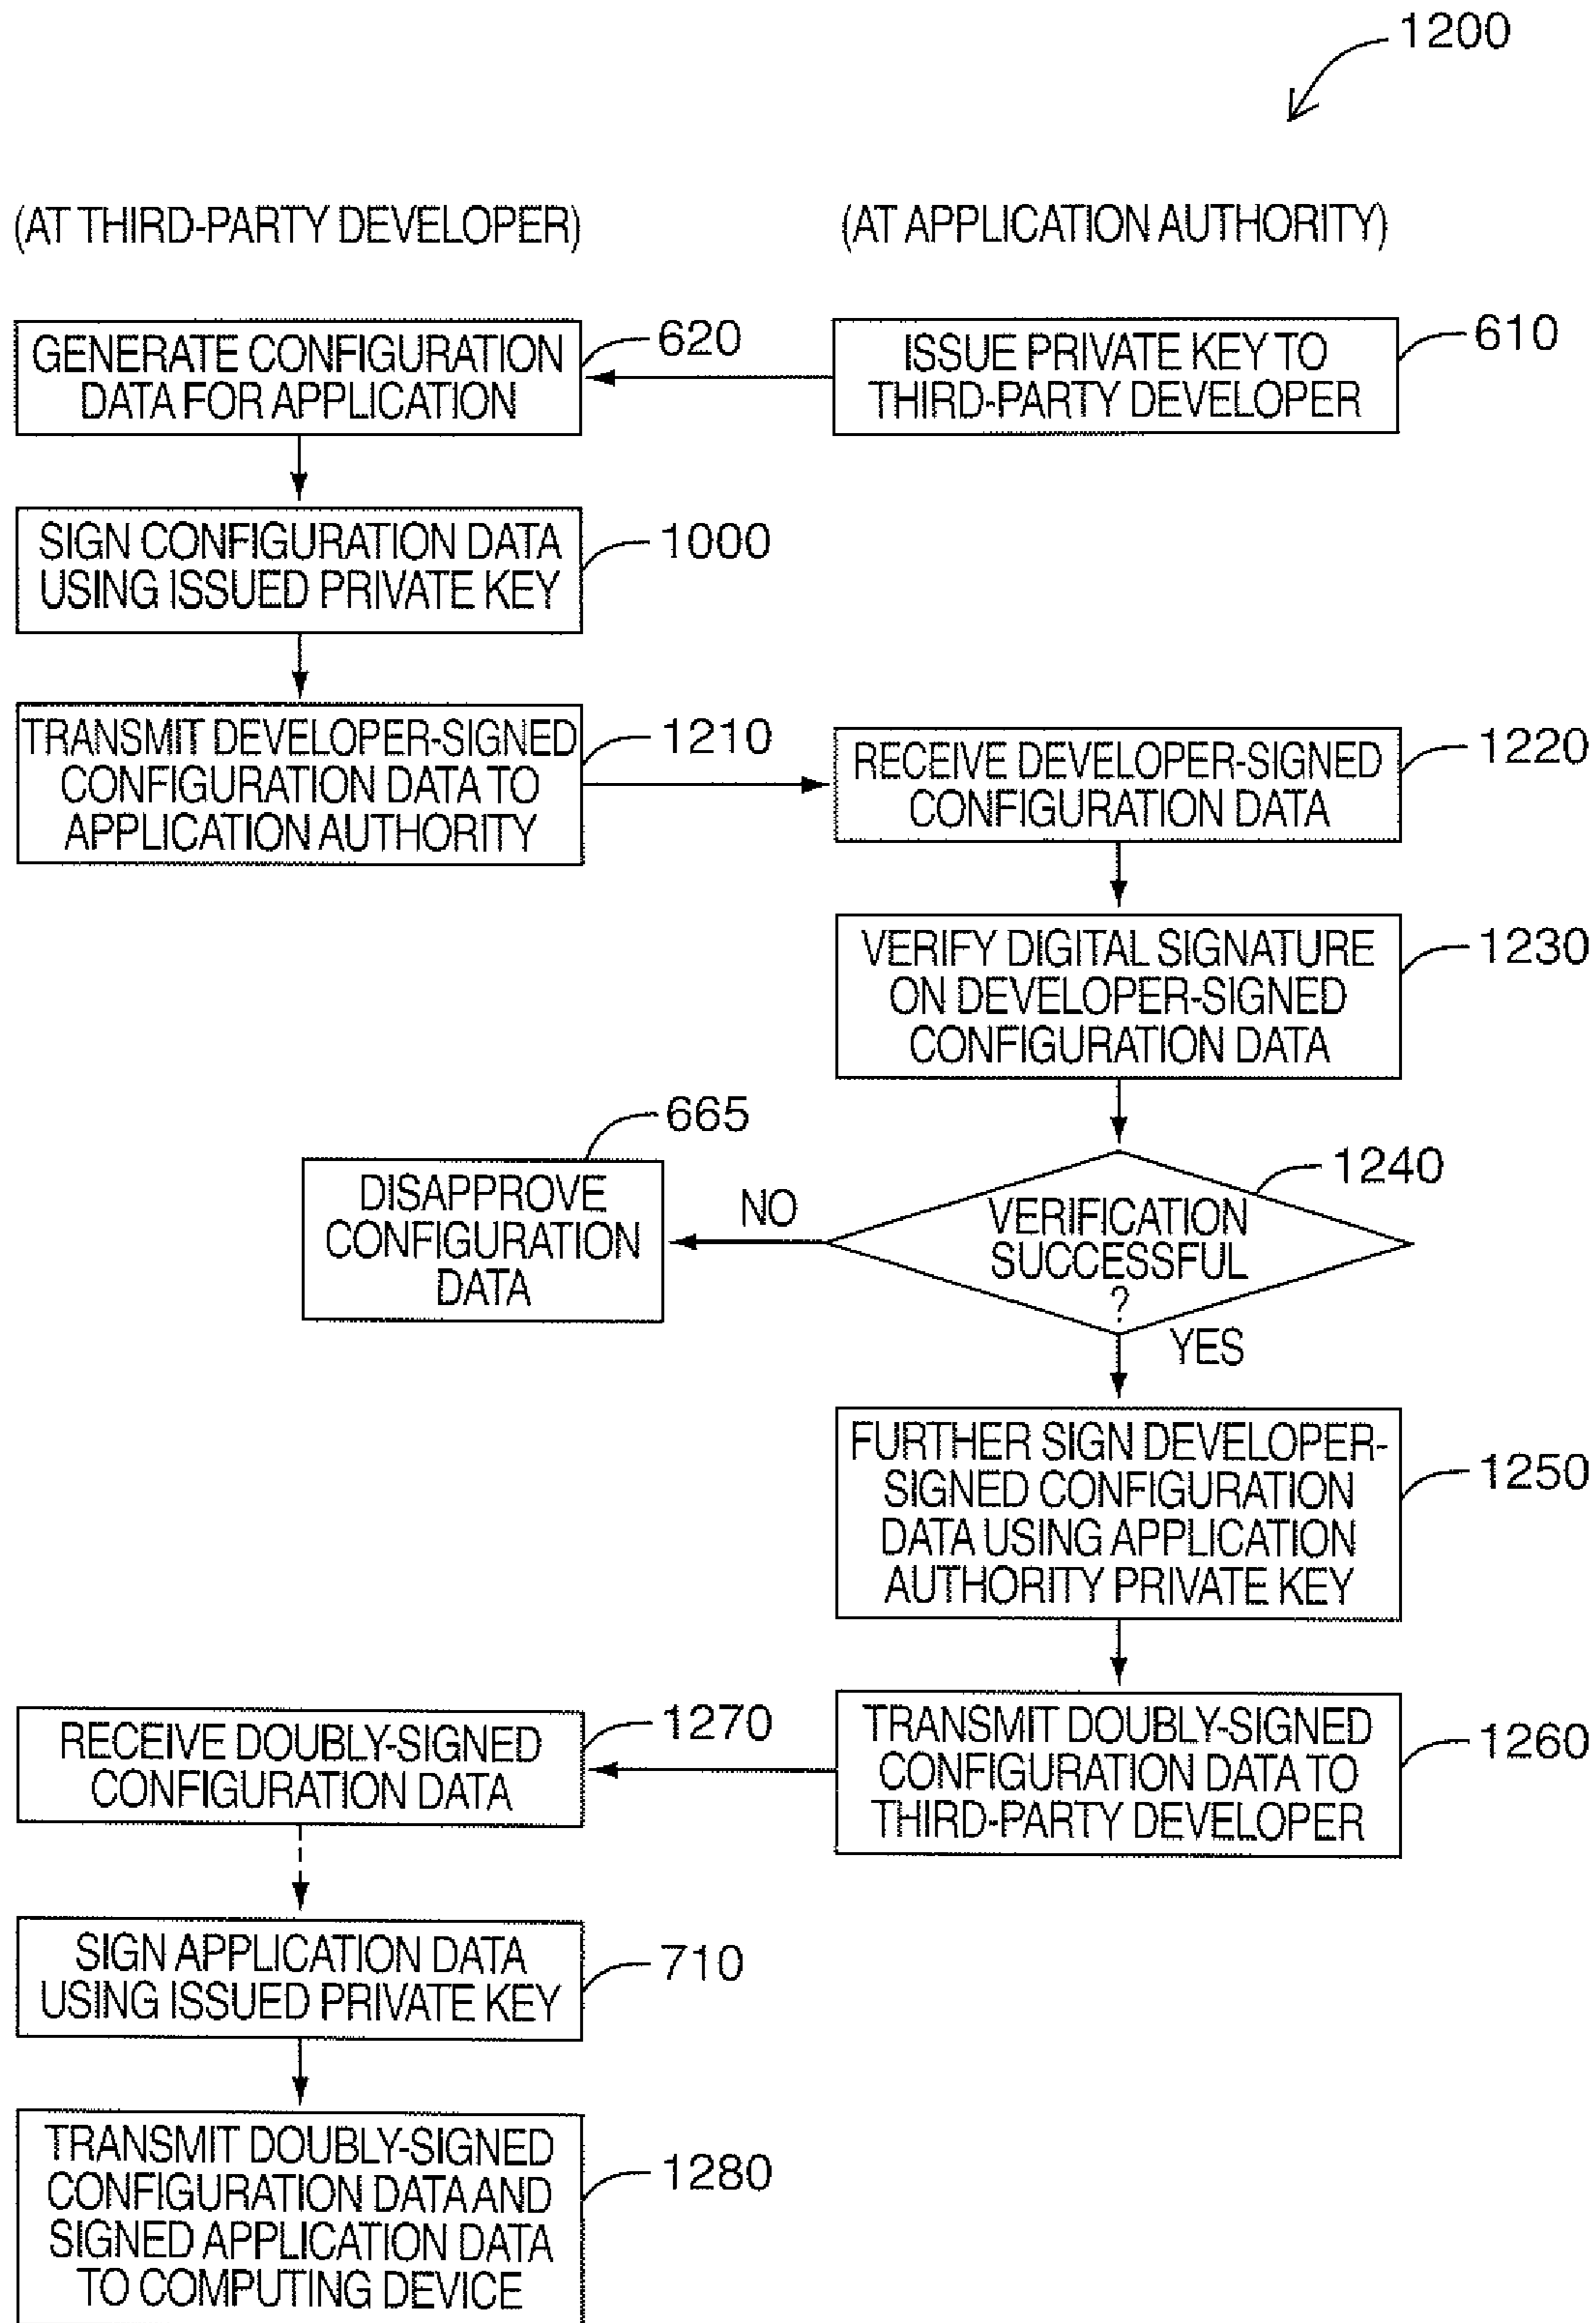 1200
(AT THIRD-PARTY DEVELOPER)
(AT APPLICATION AUTHORITY)
GENERATE CONFIGURATION
DATA FOR APPLICATION
620
ISSUE PRIVATE KEY TO
THIRD-PARTY DEVELOPER
610
SIGN CONFIGURATION DATA
USING ISSUED PRIVATE KEY
1000
TRANSMIT DEVELOPER-SIGNED
CONFIGURATION DATA TO
APPLICATION AUTHORITY
1210
RECEIVE DEVELOPER-SIGNED
CONFIGURATION DATA
1220
VERIFY DIGITAL SIGNATURE
ON DEVELOPER-SIGNED
CONFIGURATION DATA
1230
665
DISAPPROVE
CONFIGURATION
DATA
NO
VERIFICATION
SUCCESSFUL
?
1240
YES
FURTHER SIGN DEVELOPER-
SIGNED CONFIGURATION
DATA USING APPLICATION
AUTHORITY PRIVATE KEY
1250
TRANSMIT DOUBLY-SIGNED
CONFIGURATION DATA TO
THIRD-PARTY DEVELOPER
1260
RECEIVE DOUBLY-SIGNED
CONFIGURATION DATA
1270
SIGN APPLICATION DATA
USING ISSUED PRIVATE KEY
710
TRANSMIT DOUBLY-SIGNED
CONFIGURATION DATA AND
SIGNED APPLICATION DATA
TO COMPUTING DEVICE
1280